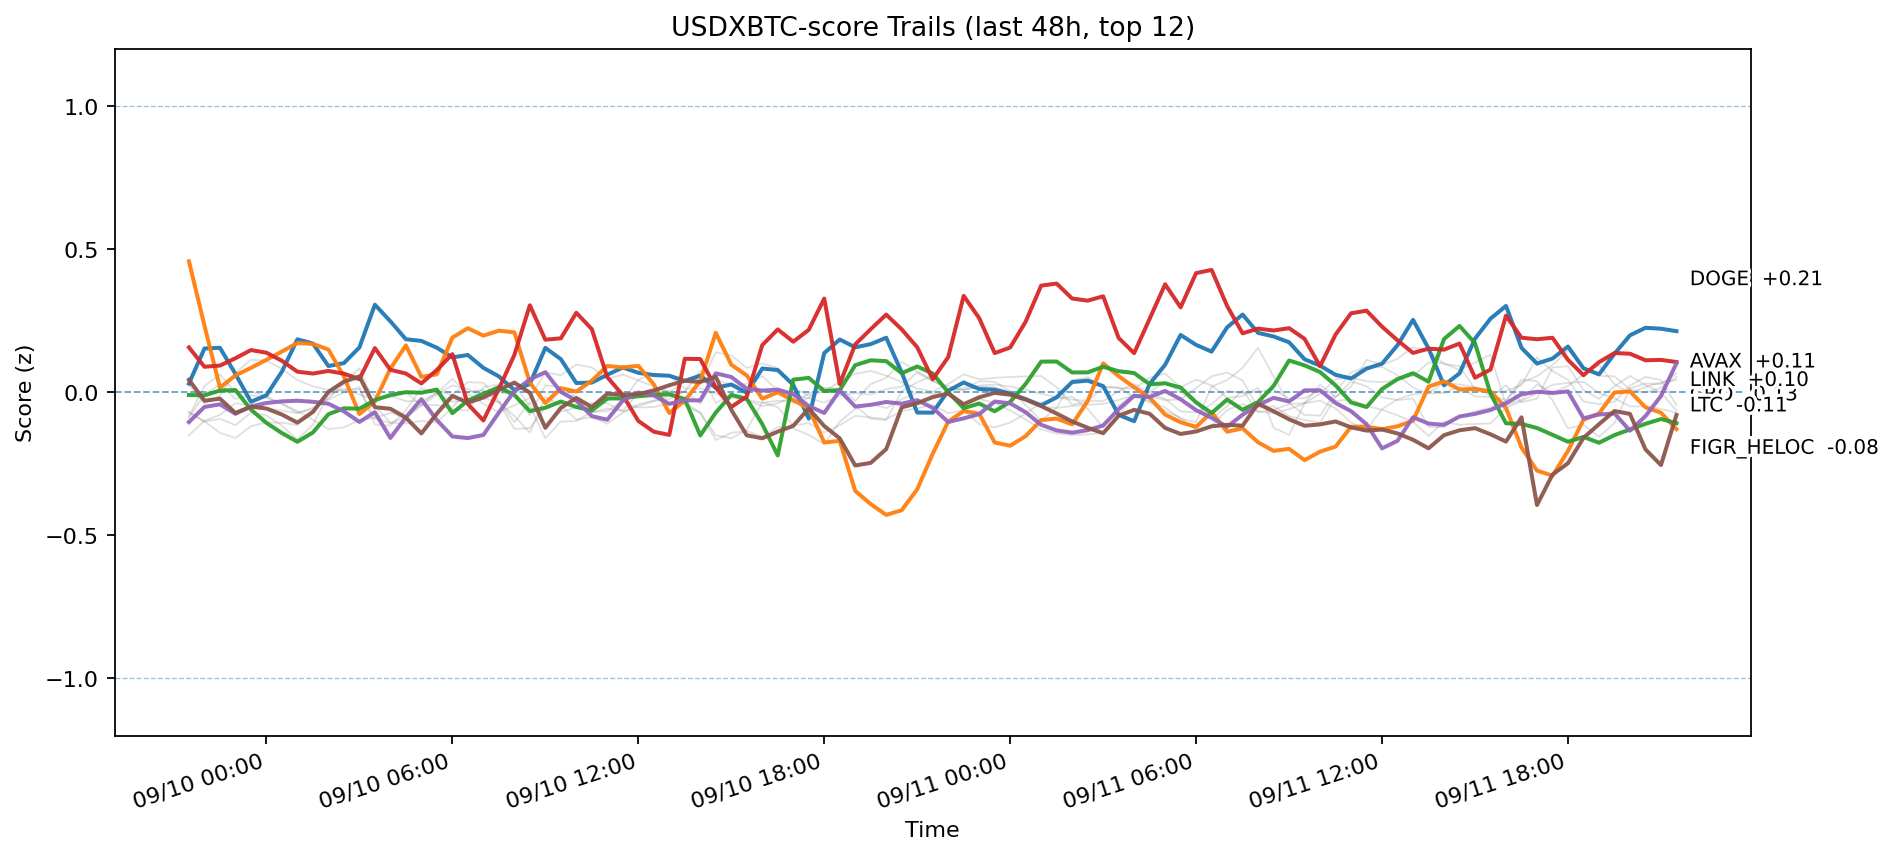 USDXBTC-score Trails (last 48h, top 12)
Score (z)
1.0
0.5
0.0
−0.5
−1.0
DOGE +0.21
AVAX +0.11
LINK +0.10
LTC -0.11
FIGR_HELOC -0.08
09/10 00:00
09/10 06:00
09/10 12:00
09/10 18:00
09/11 00:00
09/11 06:00
09/11 12:00
09/11 18:00
Time